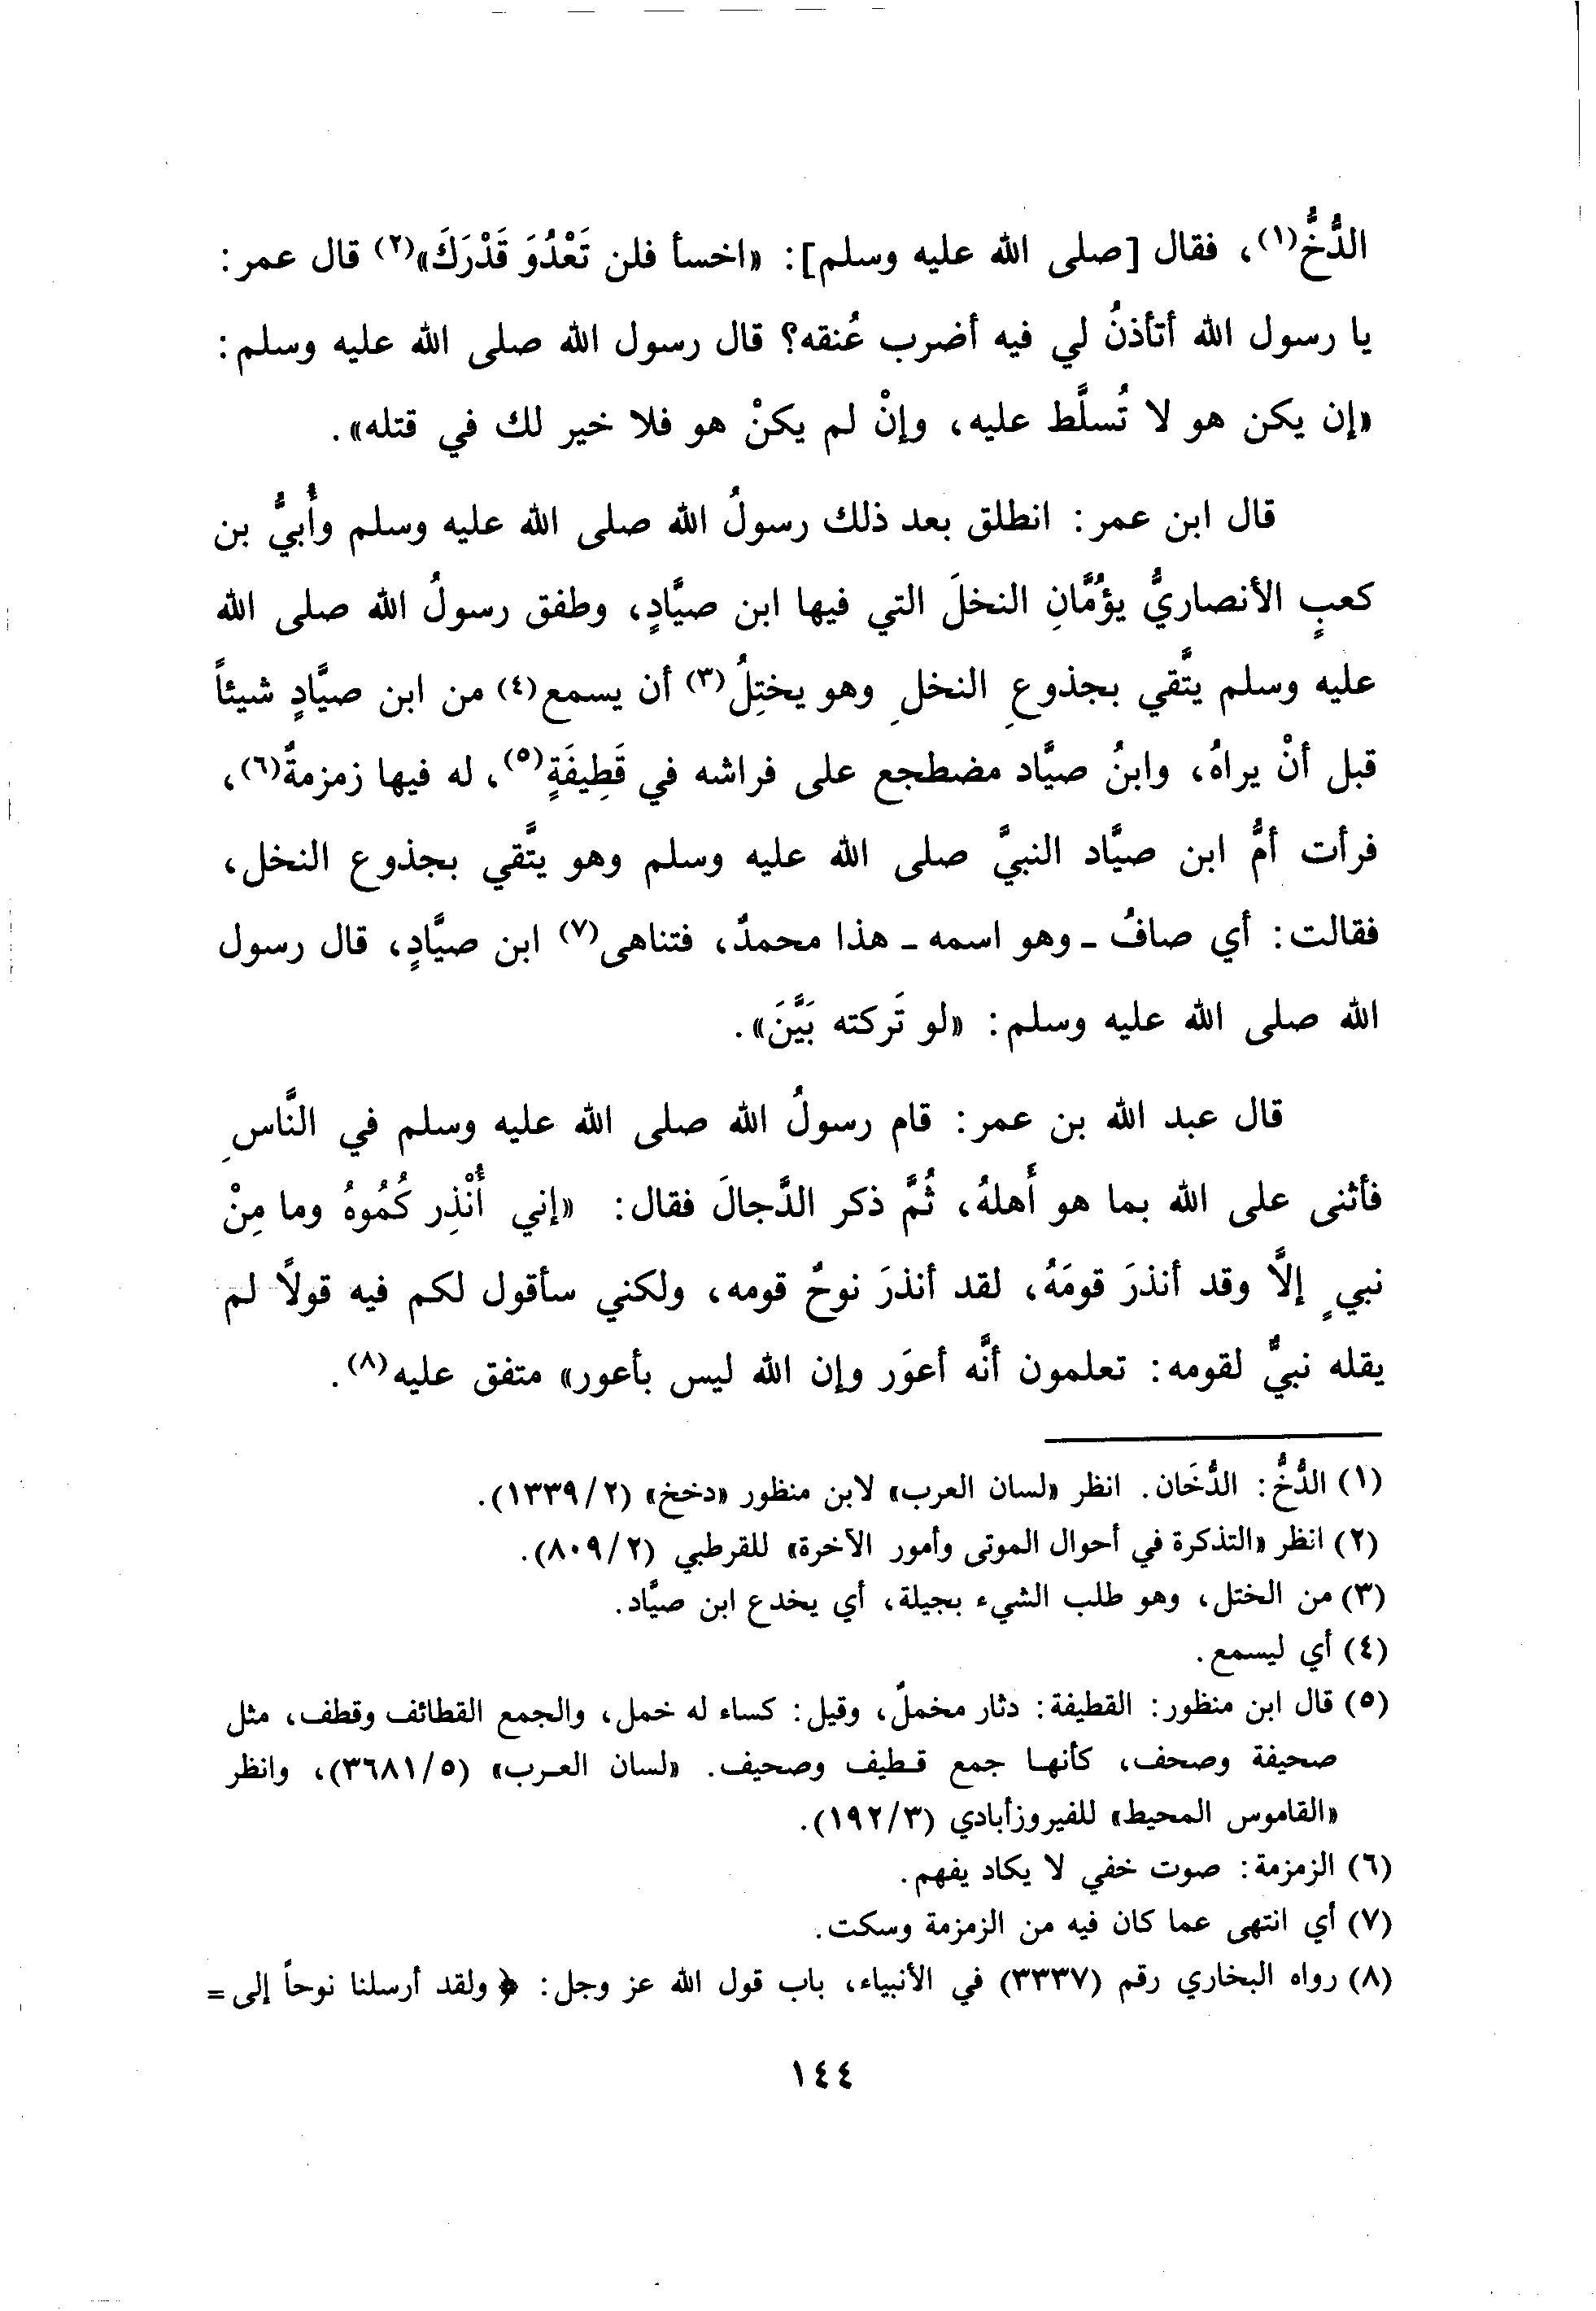 الدُّخُّ(١)، فقال [صلى الله عليه وسلم]: «اخسأ فلن تَعْدُوَ قَدْرَكَ»(٢) قال عمر:
يا رسول الله أتأذنُ لي فيه أضرب عُنقه؟ قال رسول الله صلى الله عليه وسلم:
«إن يكن هو لا تُسلَّط عليه، وإنْ لم يكنْ هو فلا خير لك في قتله».
قال ابن عمر: انطلق بعد ذلك رسولُ الله صلى الله عليه وسلم وأُبيُّ بن
كعبٍ الأنصاريُّ يؤُمَّانِ النخلَ التي فيها ابن صيَّادٍ، وطفق رسولُ الله صلى الله
عليه وسلم يتَّقي بجذوعِ النخلِ وهو يختِلُ(٣) أن يسمع(٤) من ابن صيَّادٍ شيئاً
قبل أنْ يراهُ، وابنُ صيَّاد مضطجع على فراشه في قَطِيفَةٍ(٥)، له فيها زمزمةٌ(٦)،
فرأت أمُّ ابن صيَّاد النبيَّ صلى الله عليه وسلم وهو يتَّقي بجذوع النخل،
فقالت: أي صافُ - وهو اسمه - هذا محمدٌ، فتناهى(٧) ابن صيَّادٍ، قال رسول
الله صلى الله عليه وسلم: «لو تَركته بَيَّنَ».
قال عبد الله بن عمر: قام رسولُ الله صلى الله عليه وسلم في النَّاسِ
فأثنى على الله بما هو أَهلهُ، ثُمَّ ذكر الدَّجالَ فقال: «إني أُنْذِر كُمُوهُ وما مِنْ
نبيٍ إلَّا وقد أنذرَ قومَهُ، لقد أنذرَ نوحٌ قومه، ولكني سأقول لكم فيه قولًا لم
يقله نبيٌّ لقومه: تعلمون أنَّه أعوَر وإن الله ليس بأعور» متفق عليه(٨).
(١) الدُّخُّ: الدُّخَان. انظر «لسان العرب» لابن منظور «دخخ» (١٣٣٩/٢).
(٢) انظر «التذكرة في أحوال الموتى وأمور الآخرة» للقرطبي (٨٠٩/٢).
(٣) من الختل، وهو طلب الشيء بجيلة، أي يخدع ابن صيَّاد.
(٤) أي ليسمع.
(٥) قال ابن منظور: القطيفة: دثار مخملٌ، وقيل: كساء له خمل، والجمع القطائف وقطف، مثل
صحيفة وصحف، كأنهـا جمع قـطيف وصحيف. «لسان العـرب» (٣٦٨١/٥)، وانظر
«القاموس المحيط» للفيروزأبادي (١٩٢/٣).
(٦) الزمزمة: صوت خفي لا يكاد يفهم.
(٧) أي انتهى عما كان فيه من الزمزمة وسكت.
(٨) رواه البخاري رقم (٣٣٣٧) في الأنبياء، باب قول الله عز وجل: ﴿ولقد أرسلنا نوحاً إلى =
١٤٤